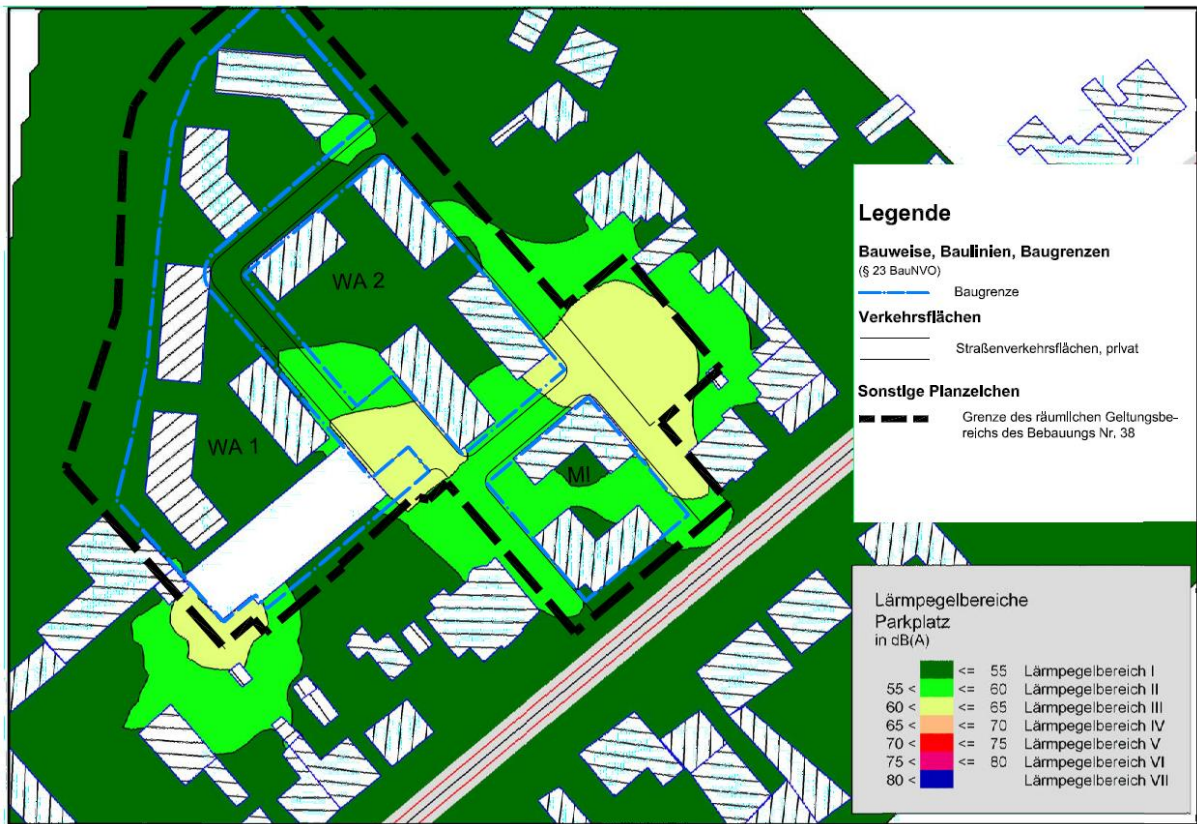 WA 2
WA 1
MI
Legende
Bauweise, Baulinien, Baugrenzen
(§ 23 BauNVO)
Baugrenze
Verkehrsflächen
Straßenverkehrsflächen, privat
Sonstige Planzeichen
Grenze des räumlichen Geltungsbe-
reichs des Bebauungs Nr. 38
Lärmpegelbereiche
Parkplatz
in dB(A)
<= 55 Lärmpegelbereich I
55 < <= 60 Lärmpegelbereich II
60 < <= 65 Lärmpegelbereich III
65 < <= 70 Lärmpegelbereich IV
70 < <= 75 Lärmpegelbereich V
75 < <= 80 Lärmpegelbereich VI
80 < Lärmpegelbereich VII